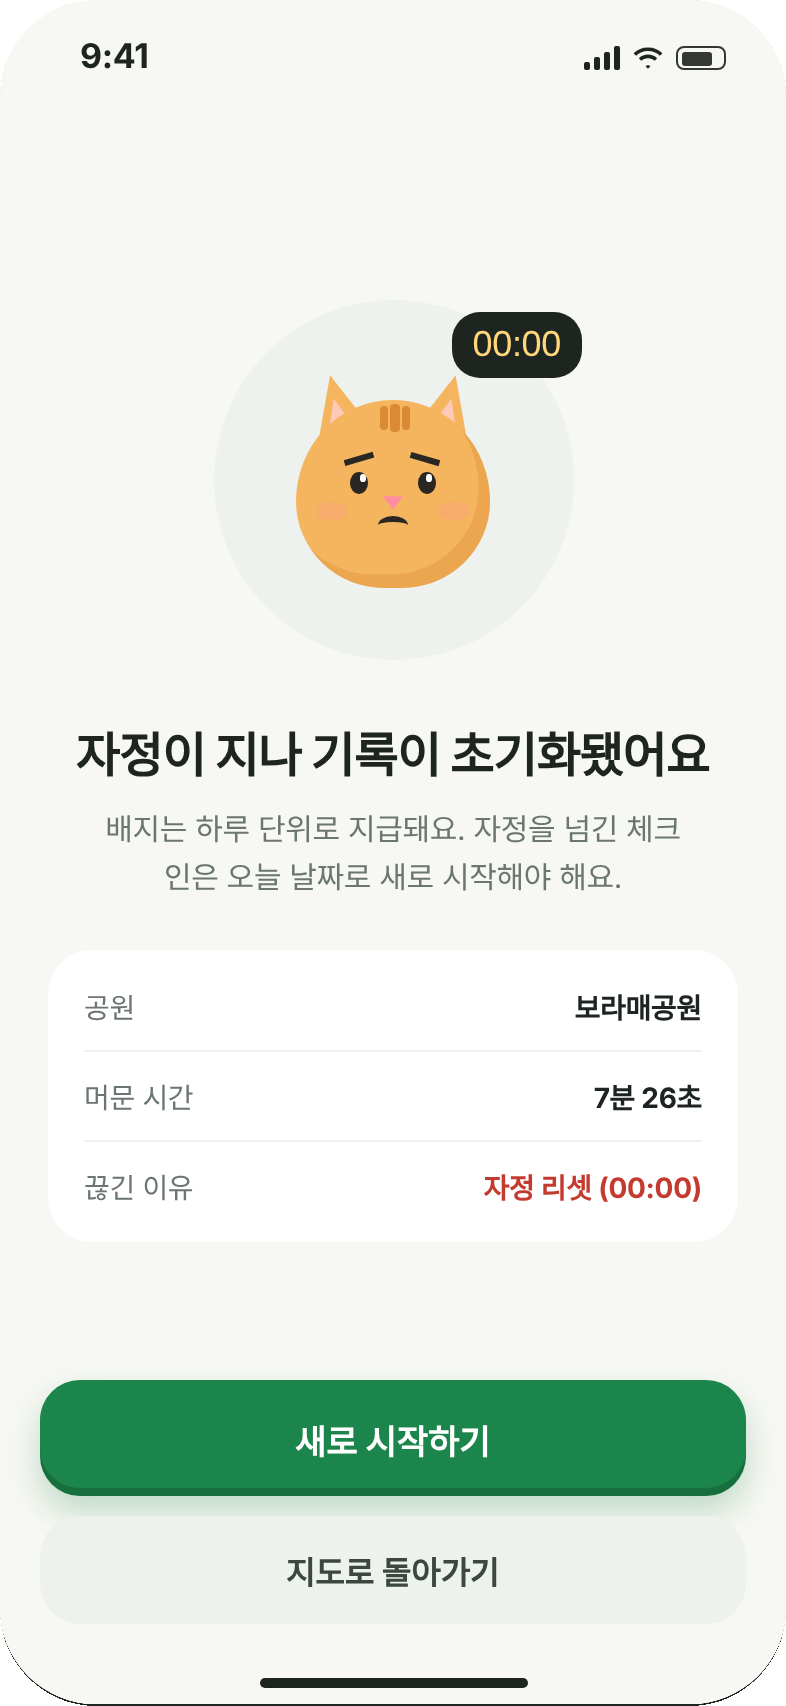 9:41
00:00
자정이 지나 기록이 초기화됐어요
배지는 하루 단위로 지급돼요. 자정을 넘긴 체크
인은 오늘 날짜로 새로 시작해야 해요.
공원 보라매공원
머문 시간 7분 26초
끊긴 이유 자정 리셋 (00:00)
새로 시작하기
지도로 돌아가기